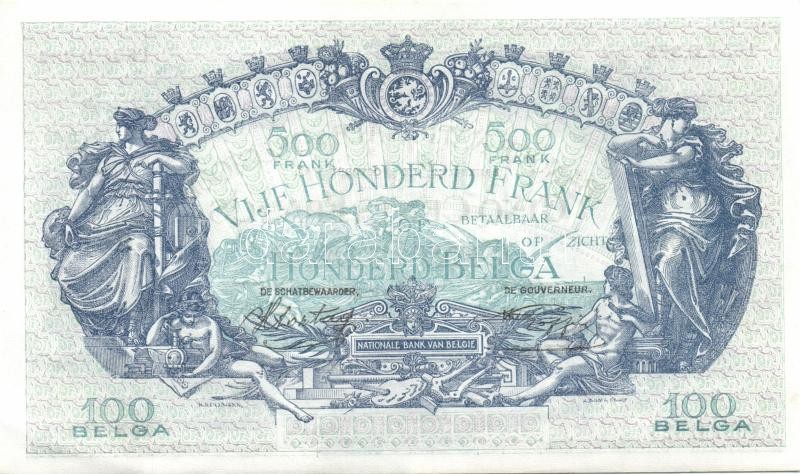 500 500
FRANK FRANK
VIJF HONDERD FRANK
BETAALBAAR
OP ZICHT
HONDERD BELGA
DE SCHATBEWAARDER, DE GOUVERNEUR.
NATIONALE BANK VAN BELGIE
100 100
BELGA BELGA